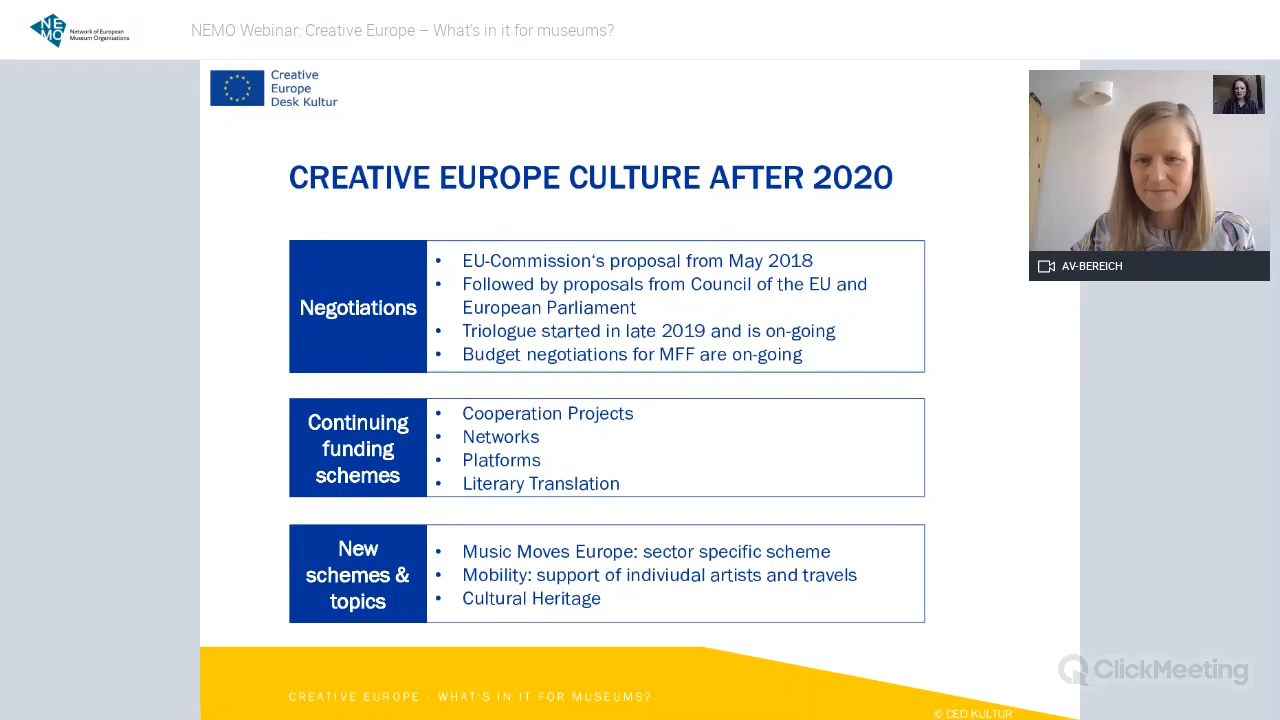 NE
MO
Network of European
Museum Organisations
NEMO Webinar: Creative Europe – What's in it for museums?
Creative
Europe
Desk Kultur
CREATIVE EUROPE CULTURE AFTER 2020
Negotiations
• EU-Commission‘s proposal from May 2018
• Followed by proposals from Council of the EU and
European Parliament
• Triologue started in late 2019 and is on-going
• Budget negotiations for MFF are on-going
Continuing
funding
schemes
• Cooperation Projects
• Networks
• Platforms
• Literary Translation
New
schemes &
topics
• Music Moves Europe: sector specific scheme
• Mobility: support of indiviudal artists and travels
• Cultural Heritage
AV-BEREICH
ClickMeeting
CREATIVE EUROPE - WHAT'S IN IT FOR MUSEUMS?
© CED KULTUR